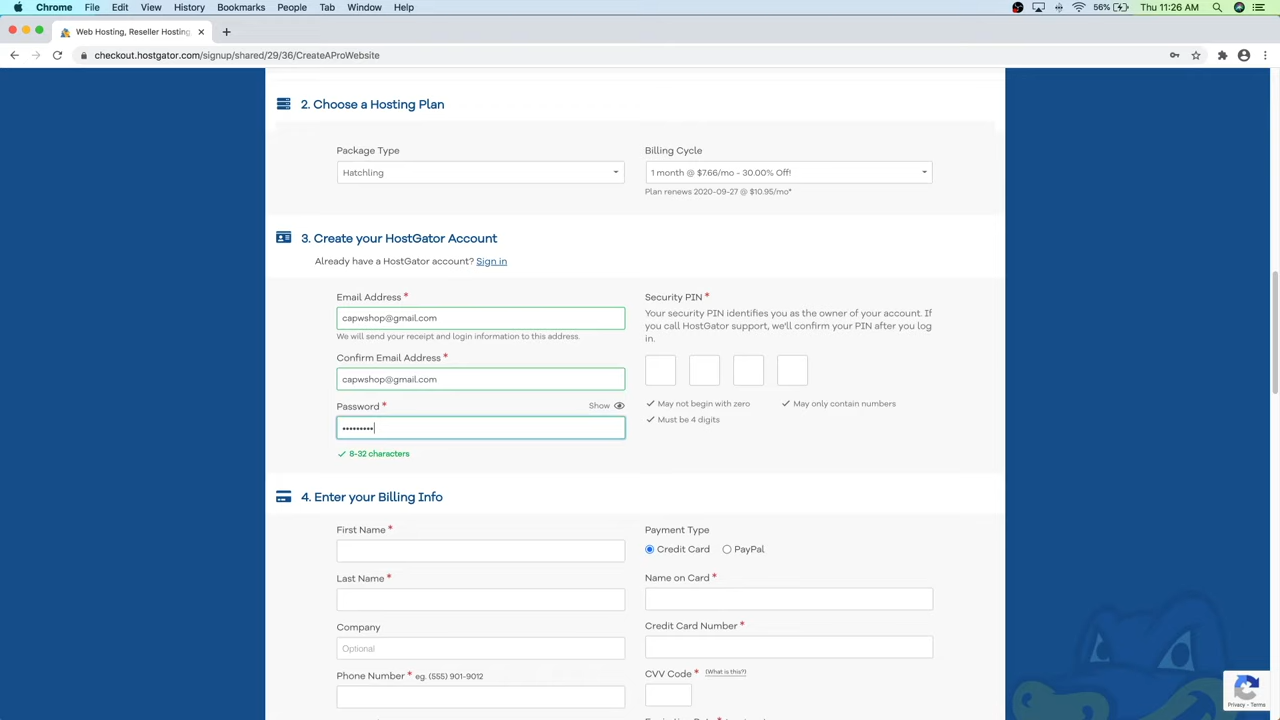 Chrome File Edit View History Bookmarks People Tab Window Help 56% Thu 11:26 AM
Web Hosting, Reseller Hosting
checkout.hostgator.com/signup/shared/29/36/CreateAProWebsite
2. Choose a Hosting Plan
Package Type
Hatchling
Billing Cycle
1 month @ $7.66/mo - 30.00% Off!
Plan renews 2020-09-27 @ $10.95/mo*
3. Create your HostGator Account
Already have a HostGator account? Sign in
Email Address *
capwshop@gmail.com
We will send your receipt and login information to this address.
Confirm Email Address *
capwshop@gmail.com
Password *
Show
•••••••••
8-32 characters
Security PIN *
Your security PIN identifies you as the owner of your account. If
you call HostGator support, we'll confirm your PIN after you log
in.
May not begin with zero
May only contain numbers
Must be 4 digits
4. Enter your Billing Info
First Name *
Last Name *
Company
Optional
Phone Number * eg. (555) 901-9012
Payment Type
Credit Card PayPal
Name on Card *
Credit Card Number *
CVV Code * (What is this?)
Privacy - Terms